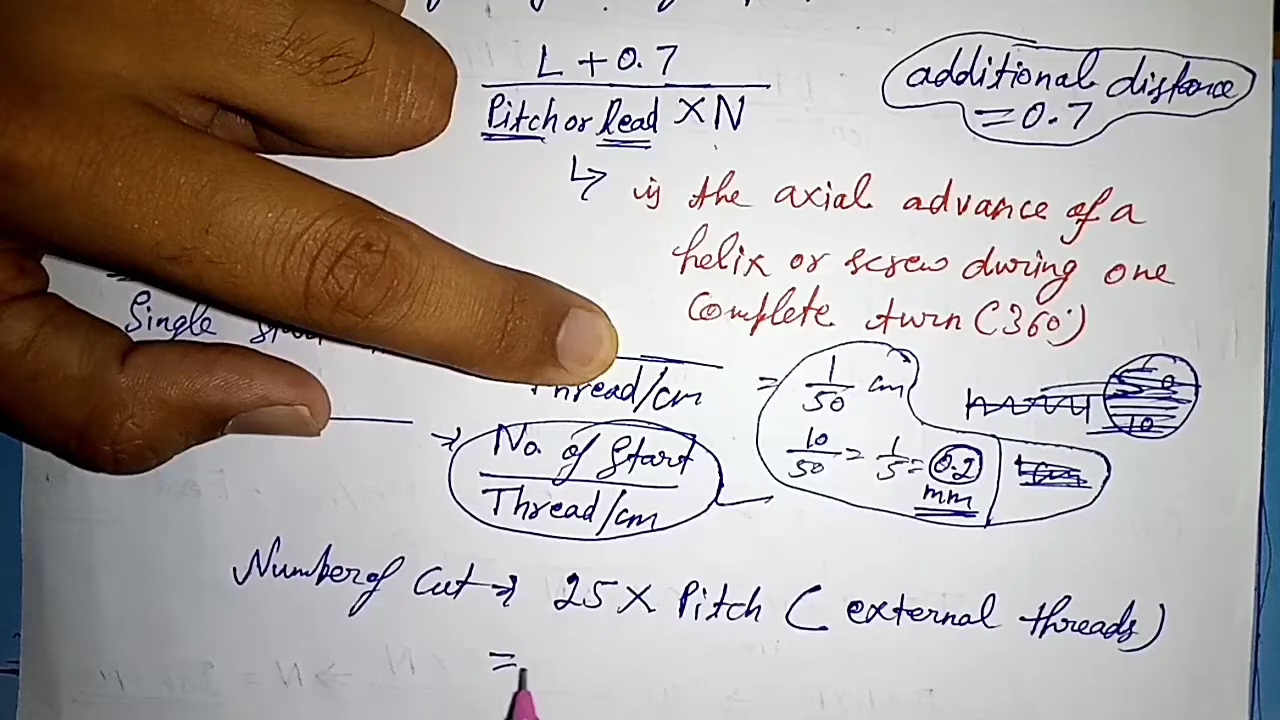 L + 0.7
Pitch or lead × N
additional distance
= 0.7
↳ is the axial advance of a
helix or screw during one
Complete turn (360°)
Single
Thread/cm
= 1/50 cm
→ No. of Start
Thread/cm
10/50 = 1/5 = 0.2
mm
Number of Cut → 25 × Pitch ( external threads)
=